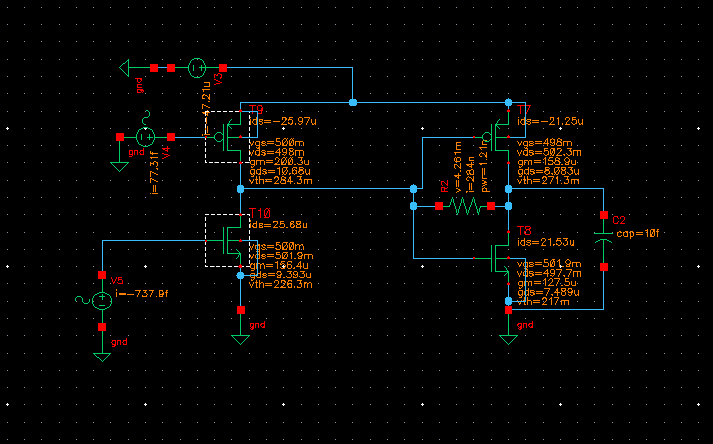 gnd
V3
i=-47.21u
T9
ids=-25.97u
vgs=500m
vds=498m
gm=200.3u
gds=10.68u
vth=284.3m
gnd
V4
i=77.31f
T7
ids=-21.25u
vgs=498m
vds=502.3m
gm=158.9u
gds=8.083u
vth=271.3m
R2
v=4.261m
i=284n
pwr=1.21n
C2
cap=10f
T10
ids=25.68u
vgs=500m
vds=501.9m
gm=156.4u
gds=9.393u
vth=226.3m
T8
ids=21.53u
vgs=501.9m
vds=497.7m
gm=127.5u
gds=7.489u
vth=217m
V5
i=-737.9f
gnd
gnd
gnd